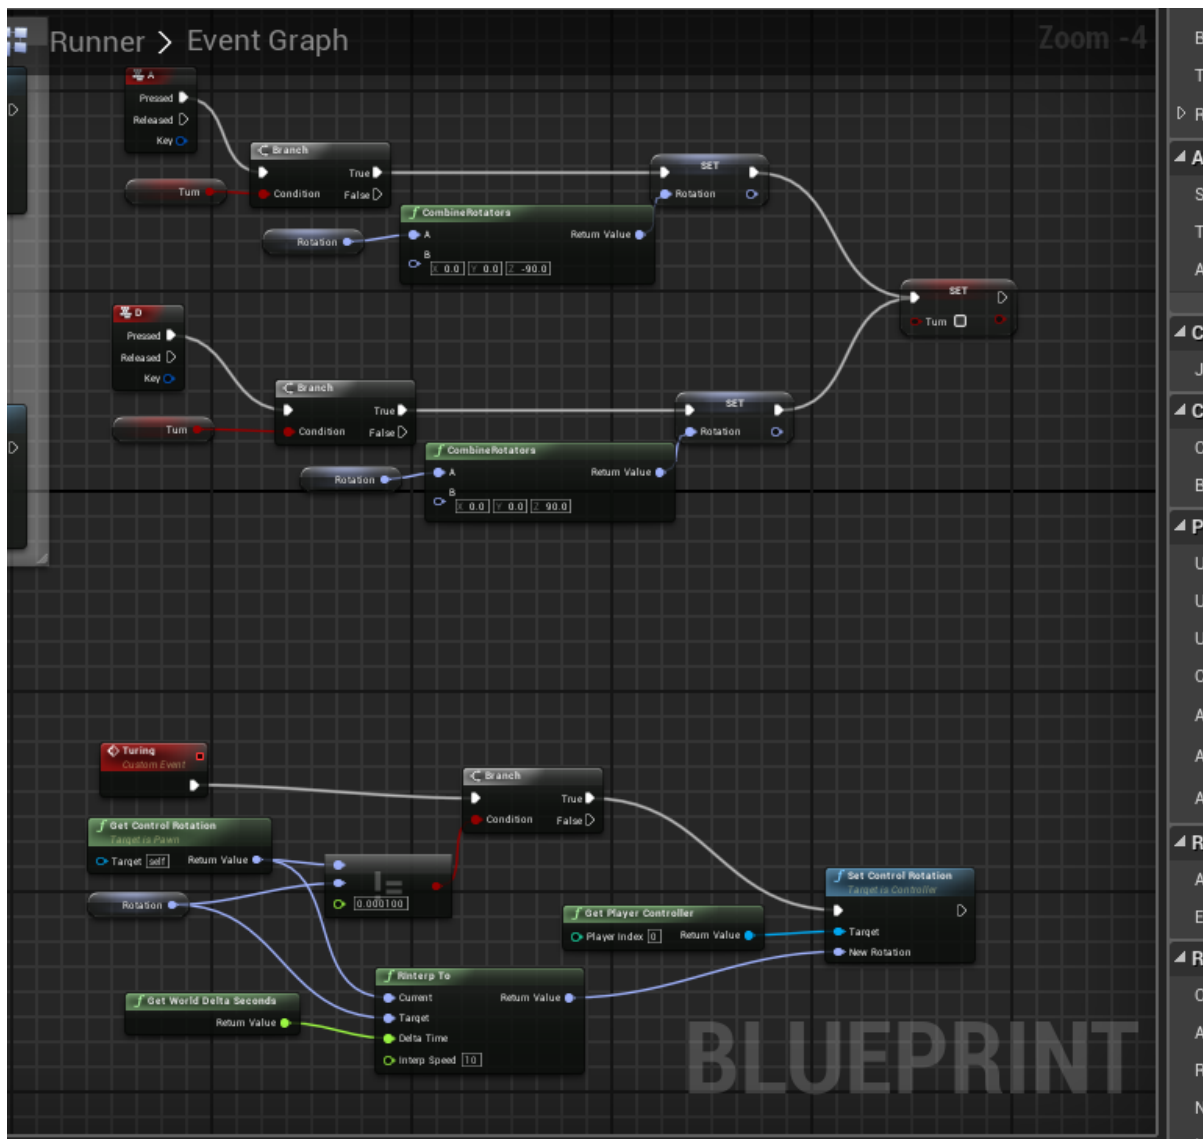 Runner > Event Graph
Zoom -4
A
Pressed
Released
Key
Turn
Branch
True
Condition
False
Rotation
CombineRotators
A
Return Value
B
X 0.0 Y 0.0 Z -90.0
SET
Rotation
SET
Turn
D
Pressed
Released
Key
Turn
Branch
True
Condition
False
Rotation
CombineRotators
A
Return Value
B
X 0.0 Y 0.0 Z 90.0
SET
Rotation
Turing
Custom Event
Branch
True
Condition
False
Get Control Rotation
Target is Pawn
Target self
Return Value
Rotation
!=
0.000100
Get Player Controller
Player Index 0
Return Value
Set Control Rotation
Target is Controller
Target
New Rotation
RInterp To
Current
Return Value
Target
Delta Time
Interp Speed 10
Get World Delta Seconds
Return Value
BLUEPRINT